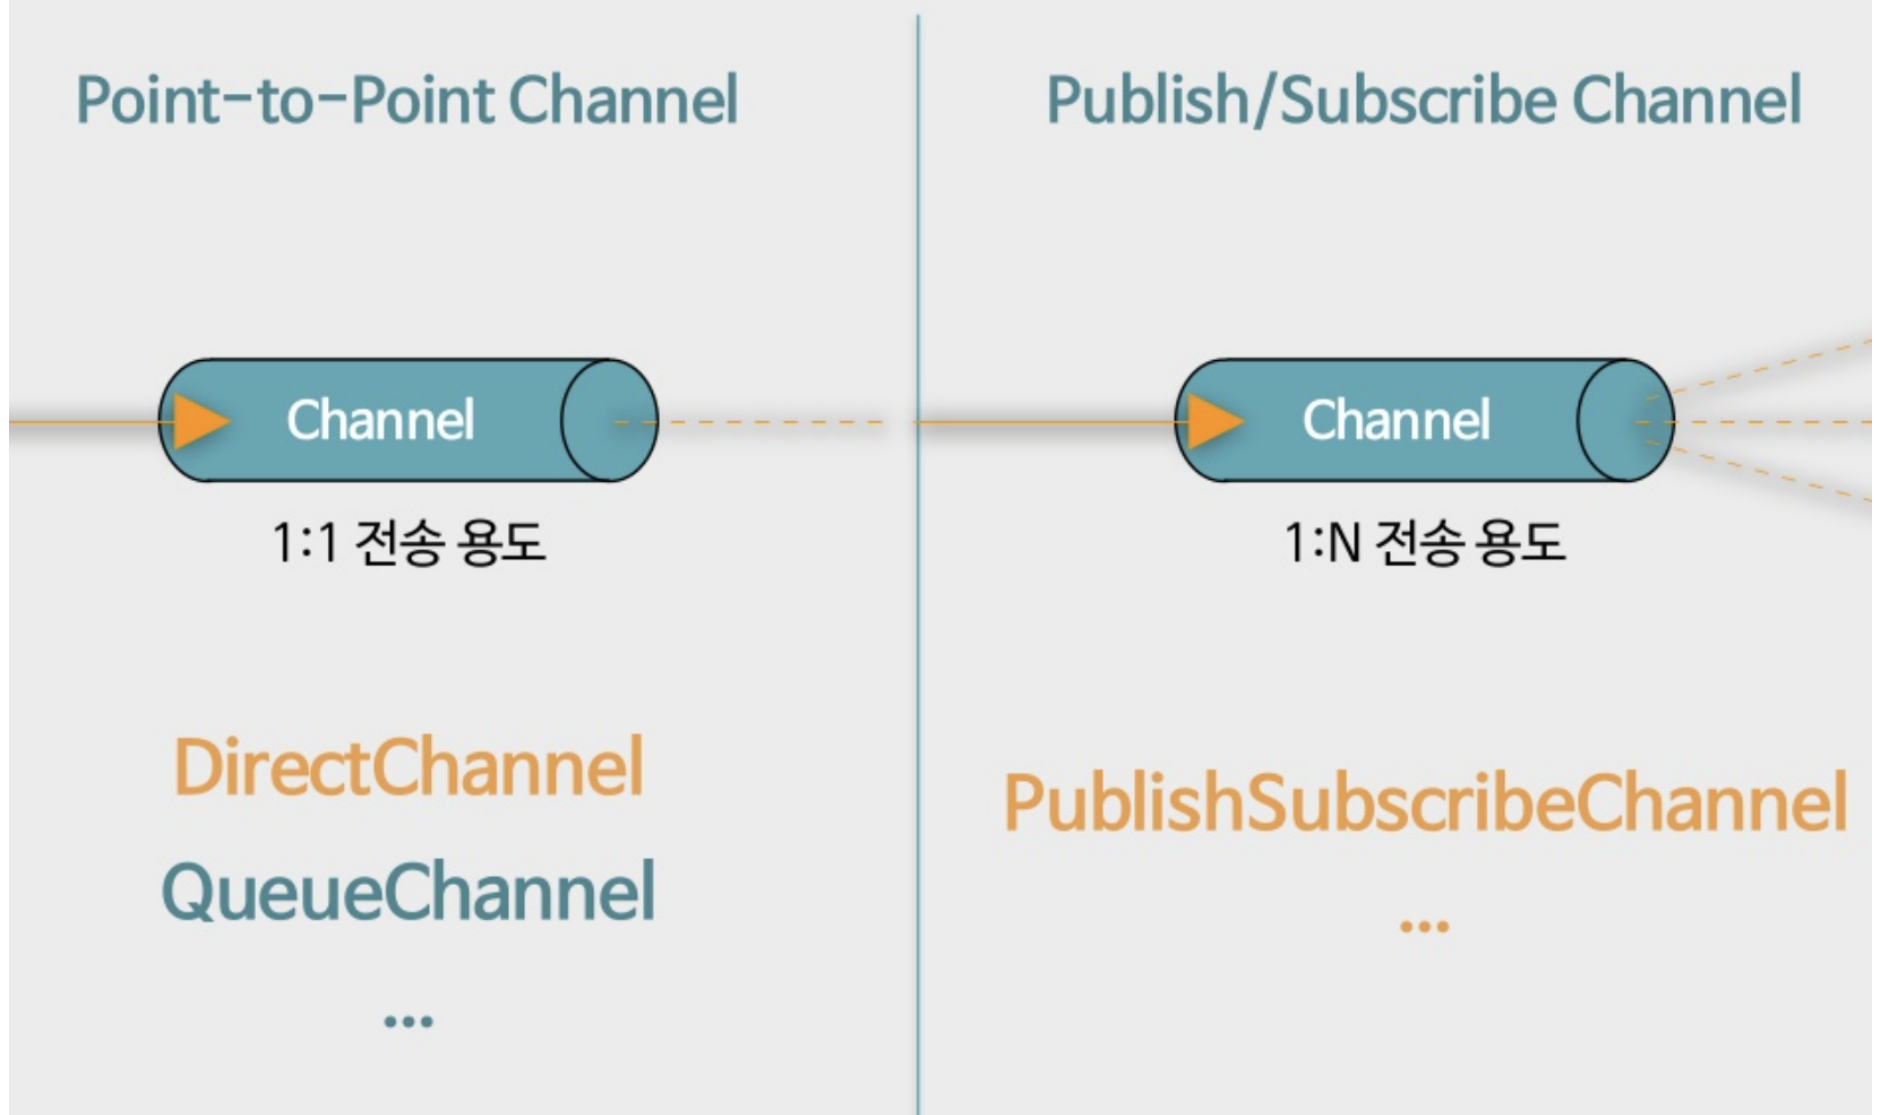 Point-to-Point Channel
Channel
1:1 전송 용도
DirectChannel
QueueChannel
...
Publish/Subscribe Channel
Channel
1:N 전송 용도
PublishSubscribeChannel
...